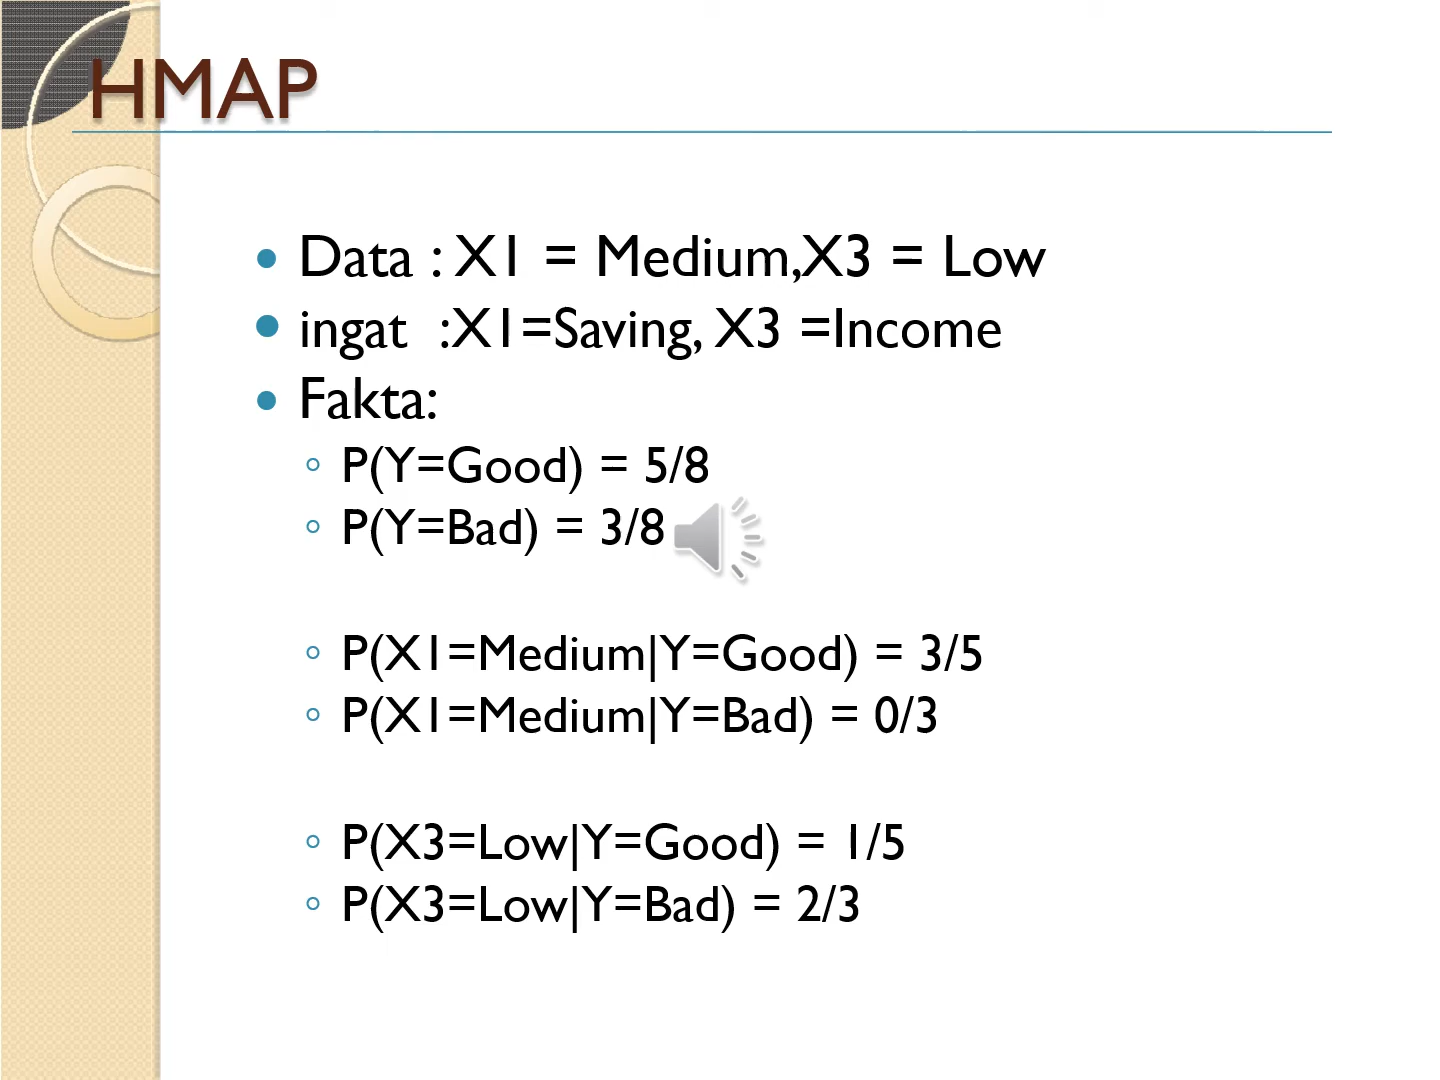 HMAP
Data : X1 = Medium,X3 = Low
ingat  :X1=Saving, X3 =Income
Fakta:
P(Y=Good) = 5/8
P(Y=Bad) = 3/8
P(X1=Medium|Y=Good) = 3/5
P(X1=Medium|Y=Bad) = 0/3
P(X3=Low|Y=Good) = 1/5
P(X3=Low|Y=Bad) = 2/3